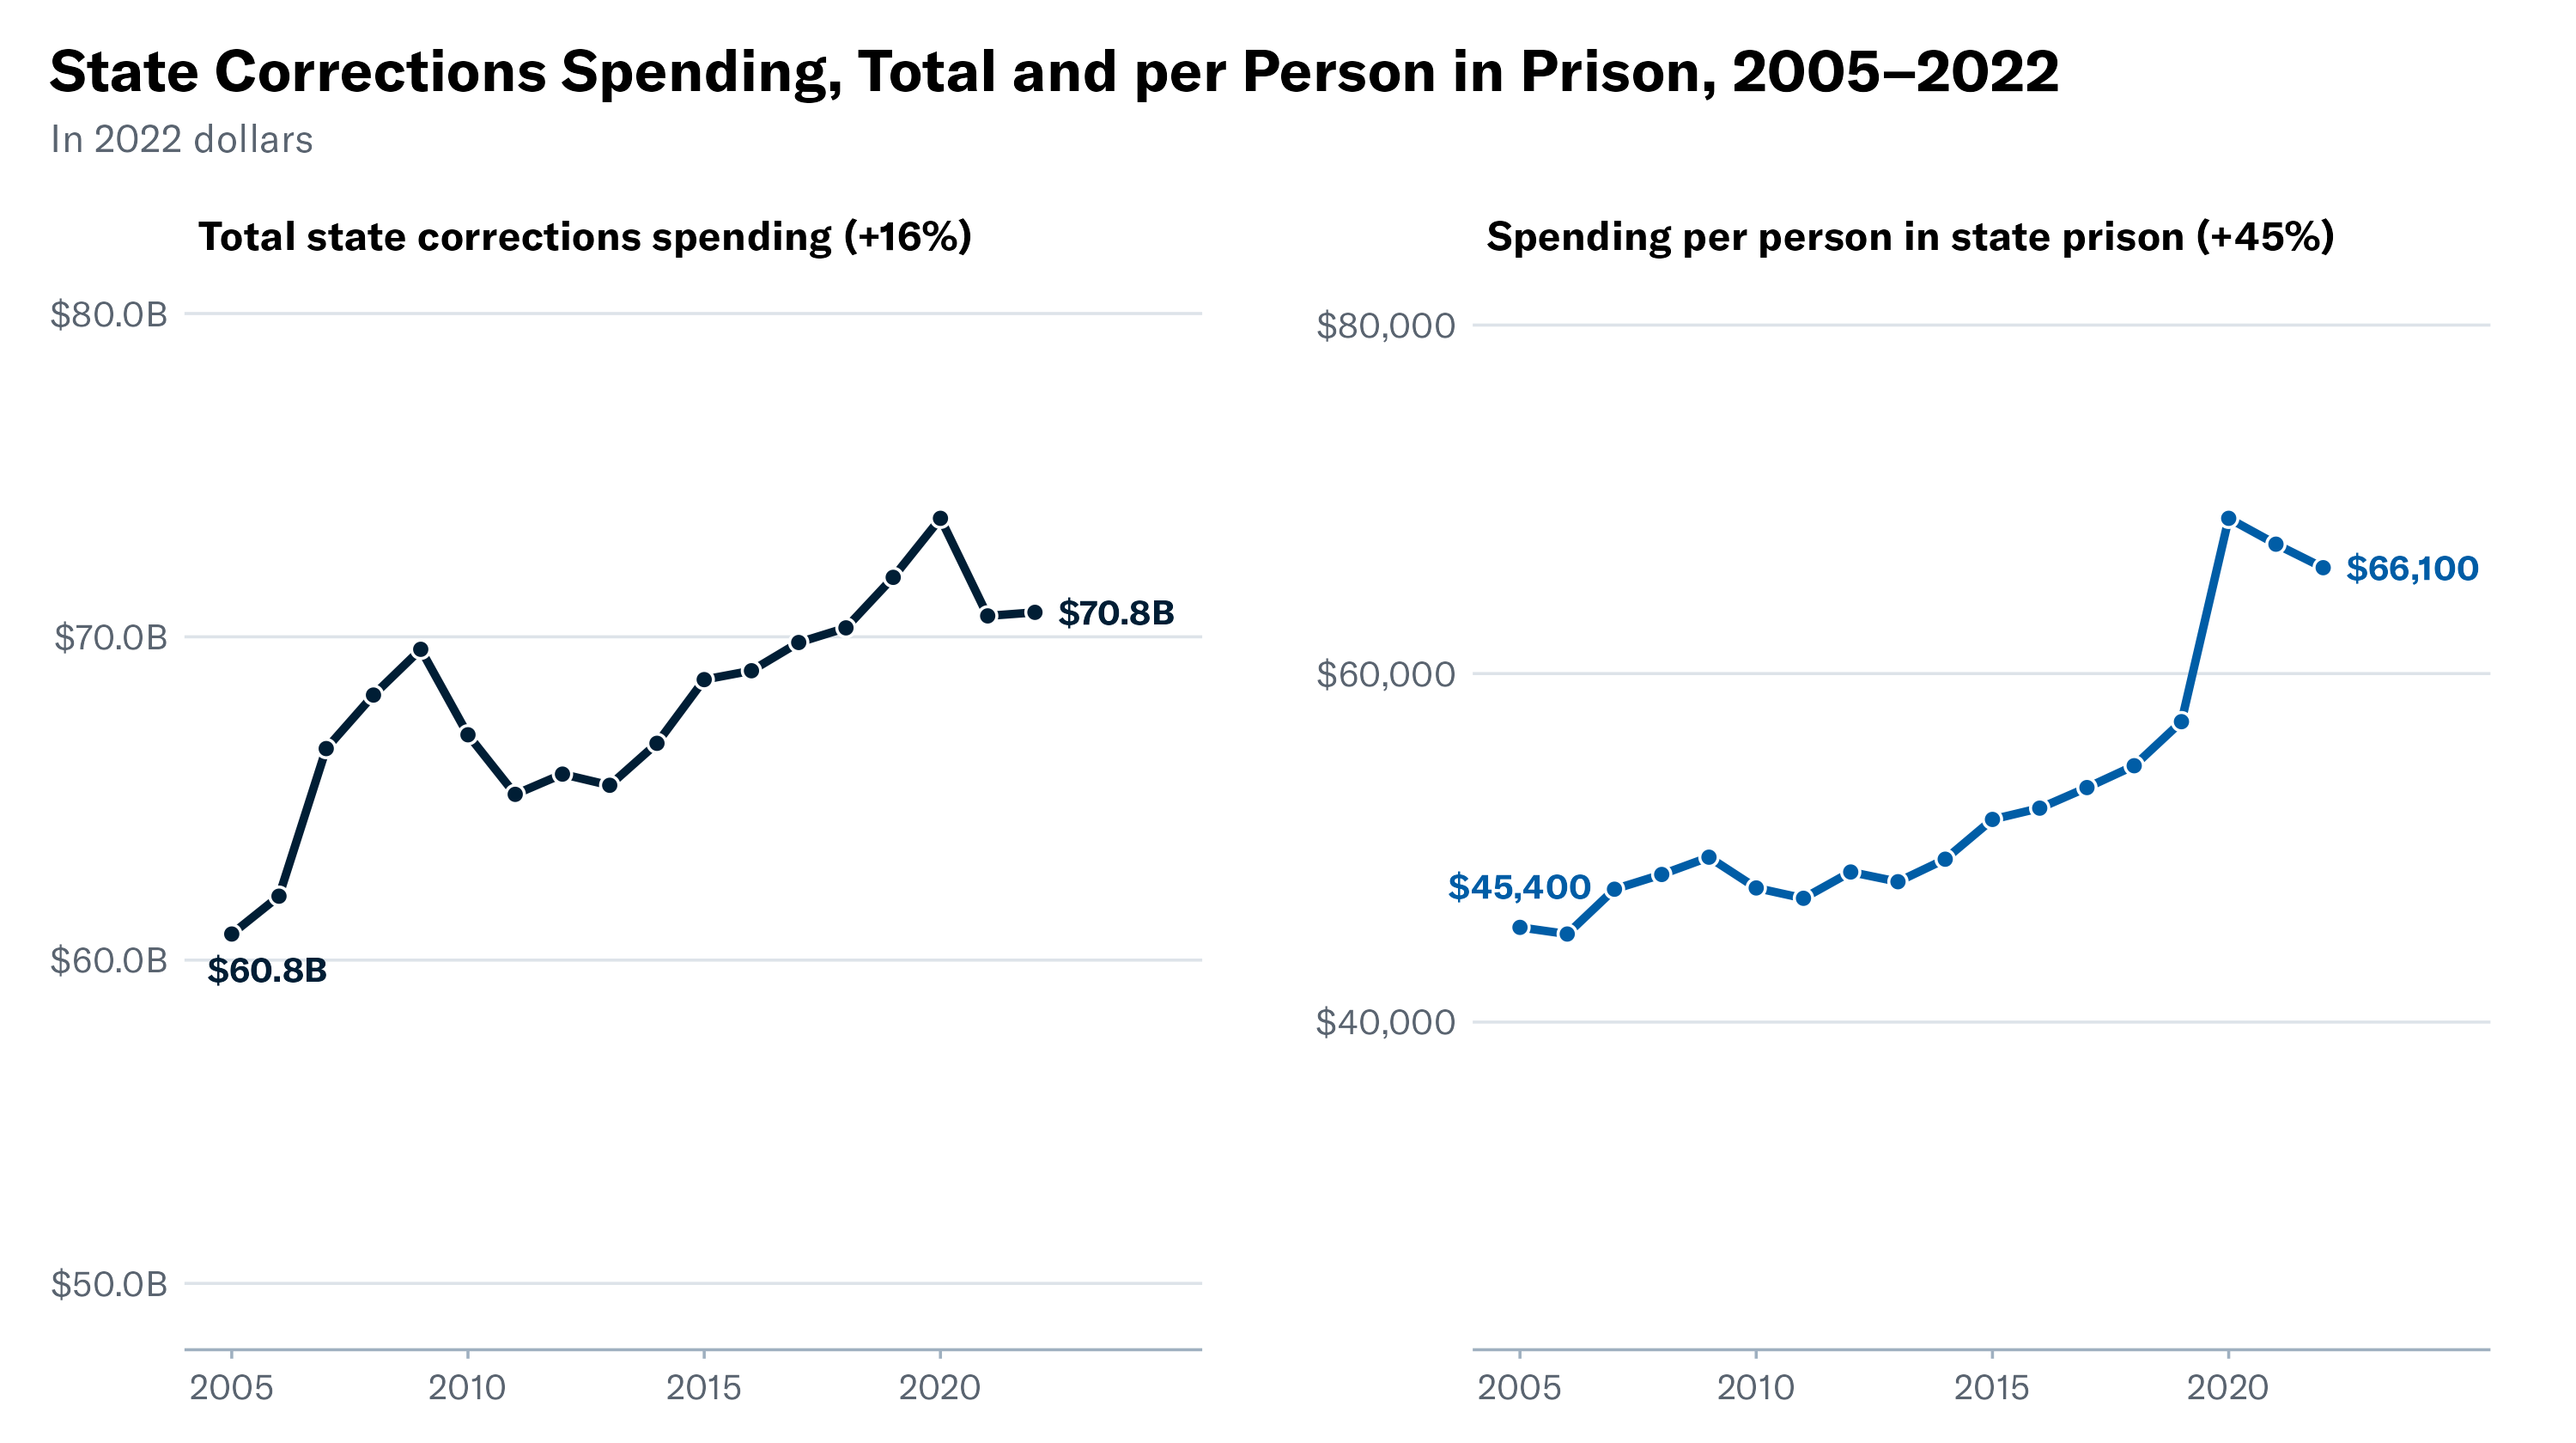 State Corrections Spending, Total and per Person in Prison, 2005–2022
In 2022 dollars
Total state corrections spending (+16%)
$80.0B
$70.0B
$60.0B
$50.0B
$70.8B
$60.8B
2005 2010 2015 2020
Spending per person in state prison (+45%)
$80,000
$60,000
$40,000
$66,100
$45,400
2005 2010 2015 2020